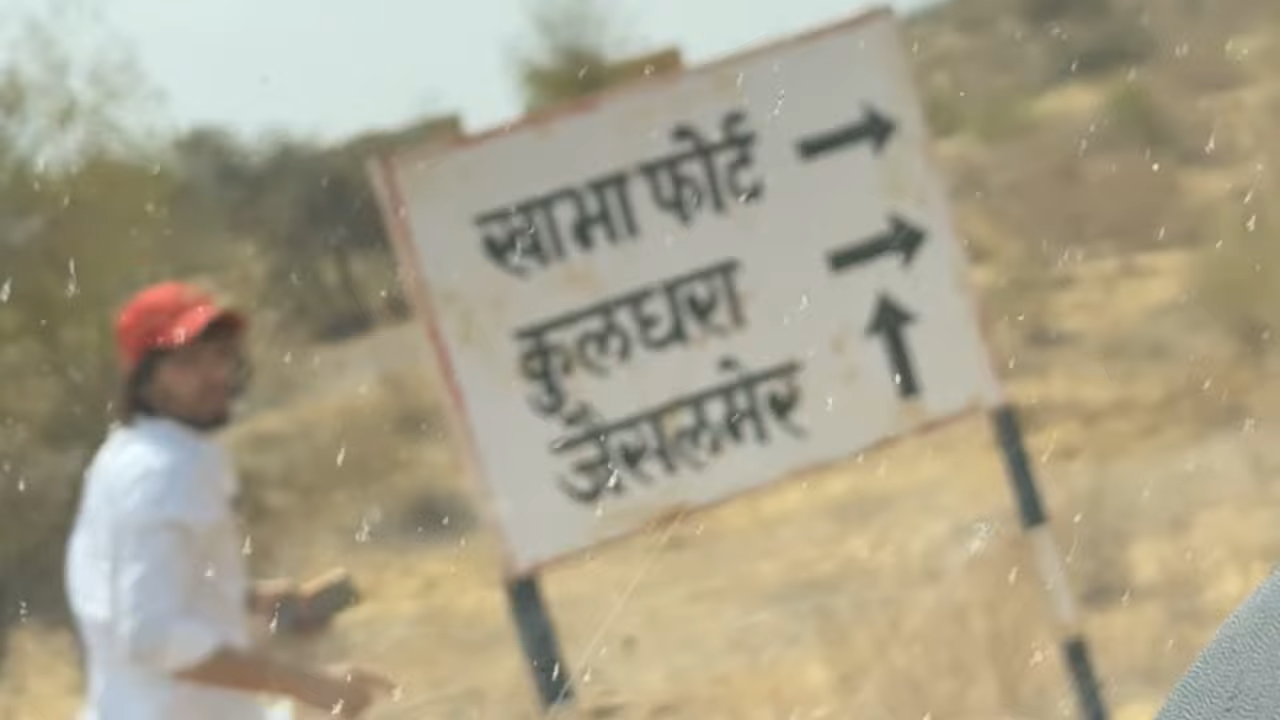 खाभा फोर्ट →
कुलधरा →
जैसलमेर ↑